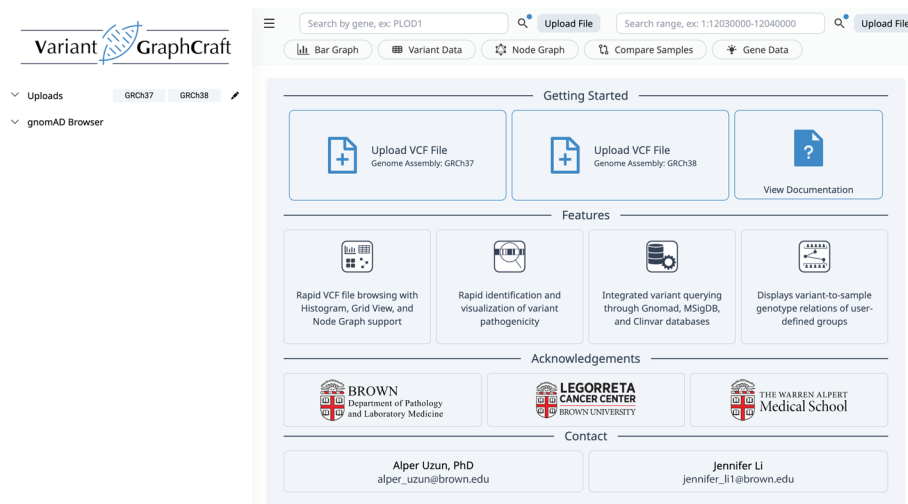 Variant GraphCraft
Search by gene, ex: PLOD1
Upload File
Search range, ex: 1:12030000-12040000
Upload File
Bar Graph
Variant Data
Node Graph
Compare Samples
Gene Data
Uploads
GRCh37
GRCh38
gnomAD Browser
Getting Started
Upload VCF File
Genome Assembly: GRCh37
Upload VCF File
Genome Assembly: GRCh38
View Documentation
Features
Rapid VCF file browsing with
Histogram, Grid View, and
Node Graph support
Rapid identification and
visualization of variant
pathogenicity
Integrated variant querying
through Gnomad, MSigDB,
and Clinvar databases
Displays variant-to-sample
genotype relations of user-
defined groups
Acknowledgements
BROWN
Department of Pathology
and Laboratory Medicine
LEGORRETA
CANCER CENTER
BROWN UNIVERSITY
THE WARREN ALPERT
Medical School
Contact
Alper Uzun, PhD
alper_uzun@brown.edu
Jennifer Li
jennifer_li1@brown.edu